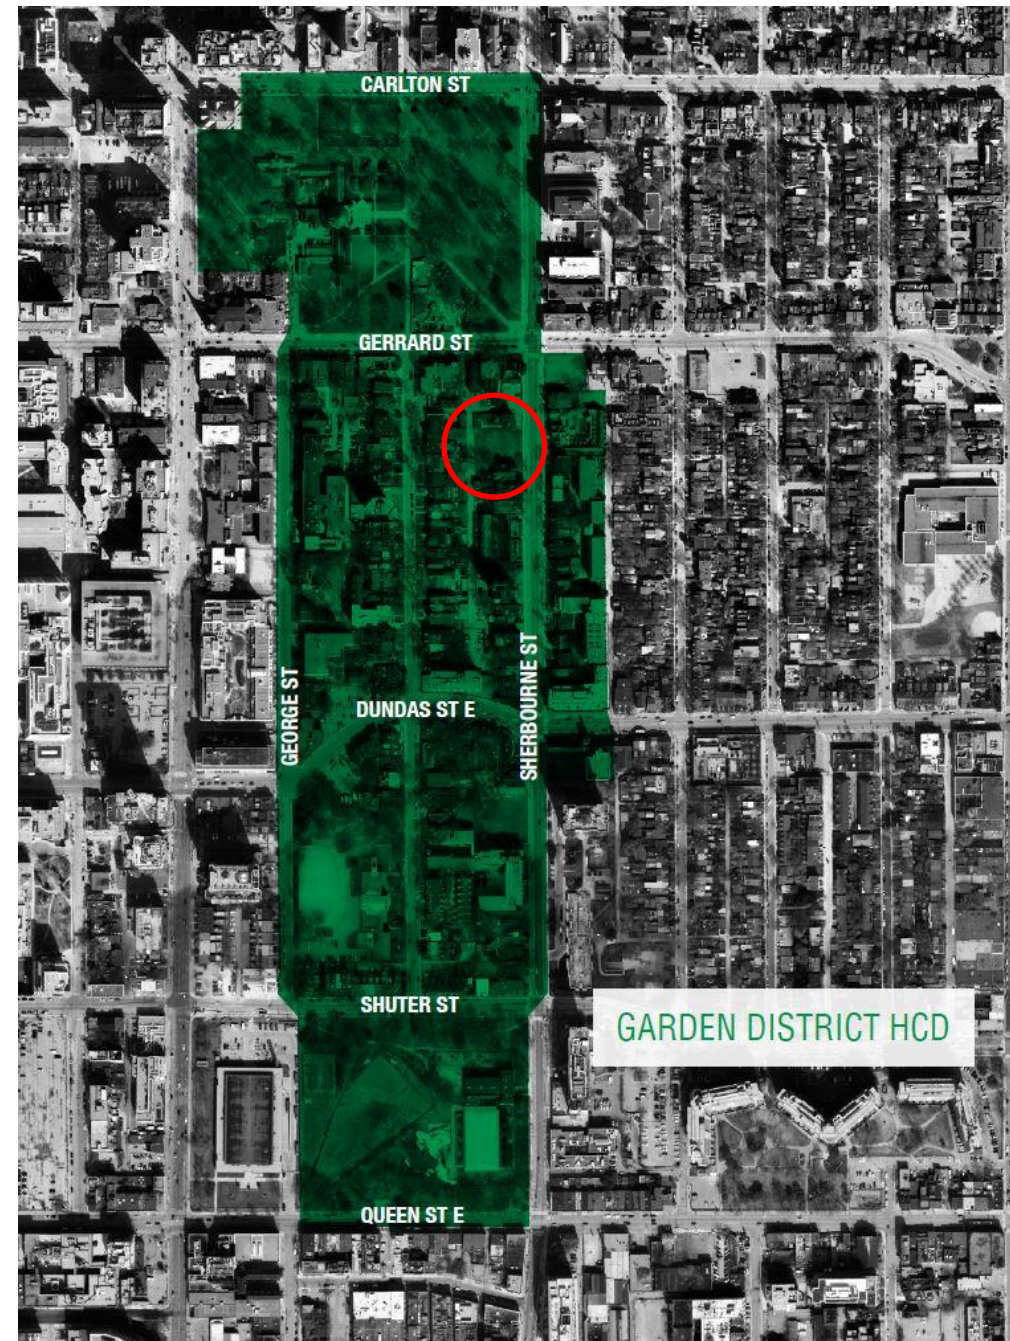 CARLTON ST
GERRARD ST
GEORGE ST
DUNDAS ST E
SHERBOURNE ST
SHUTER ST
GARDEN DISTRICT HCD
QUEEN ST E